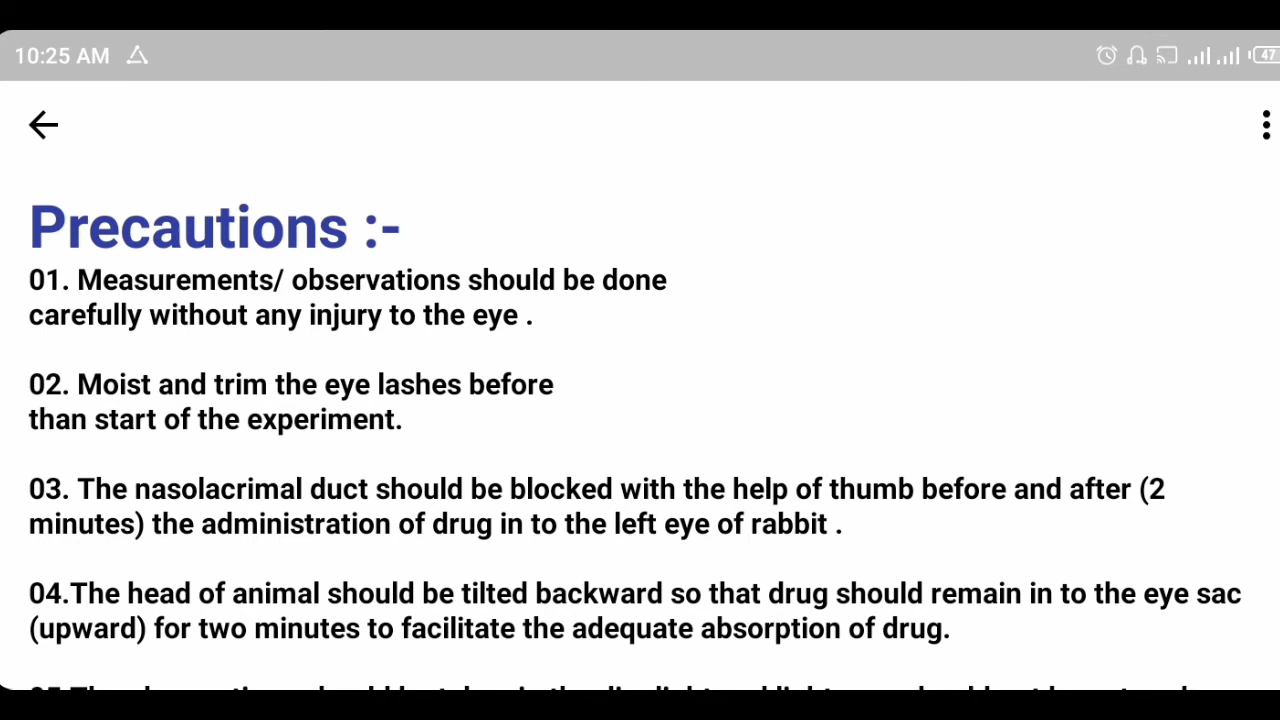 10:25 AM
47
Precautions :-
01. Measurements/ observations should be done
carefully without any injury to the eye .
02. Moist and trim the eye lashes before
than start of the experiment.
03. The nasolacrimal duct should be blocked with the help of thumb before and after (2
minutes) the administration of drug in to the left eye of rabbit .
04.The head of animal should be tilted backward so that drug should remain in to the eye sac
(upward) for two minutes to facilitate the adequate absorption of drug.